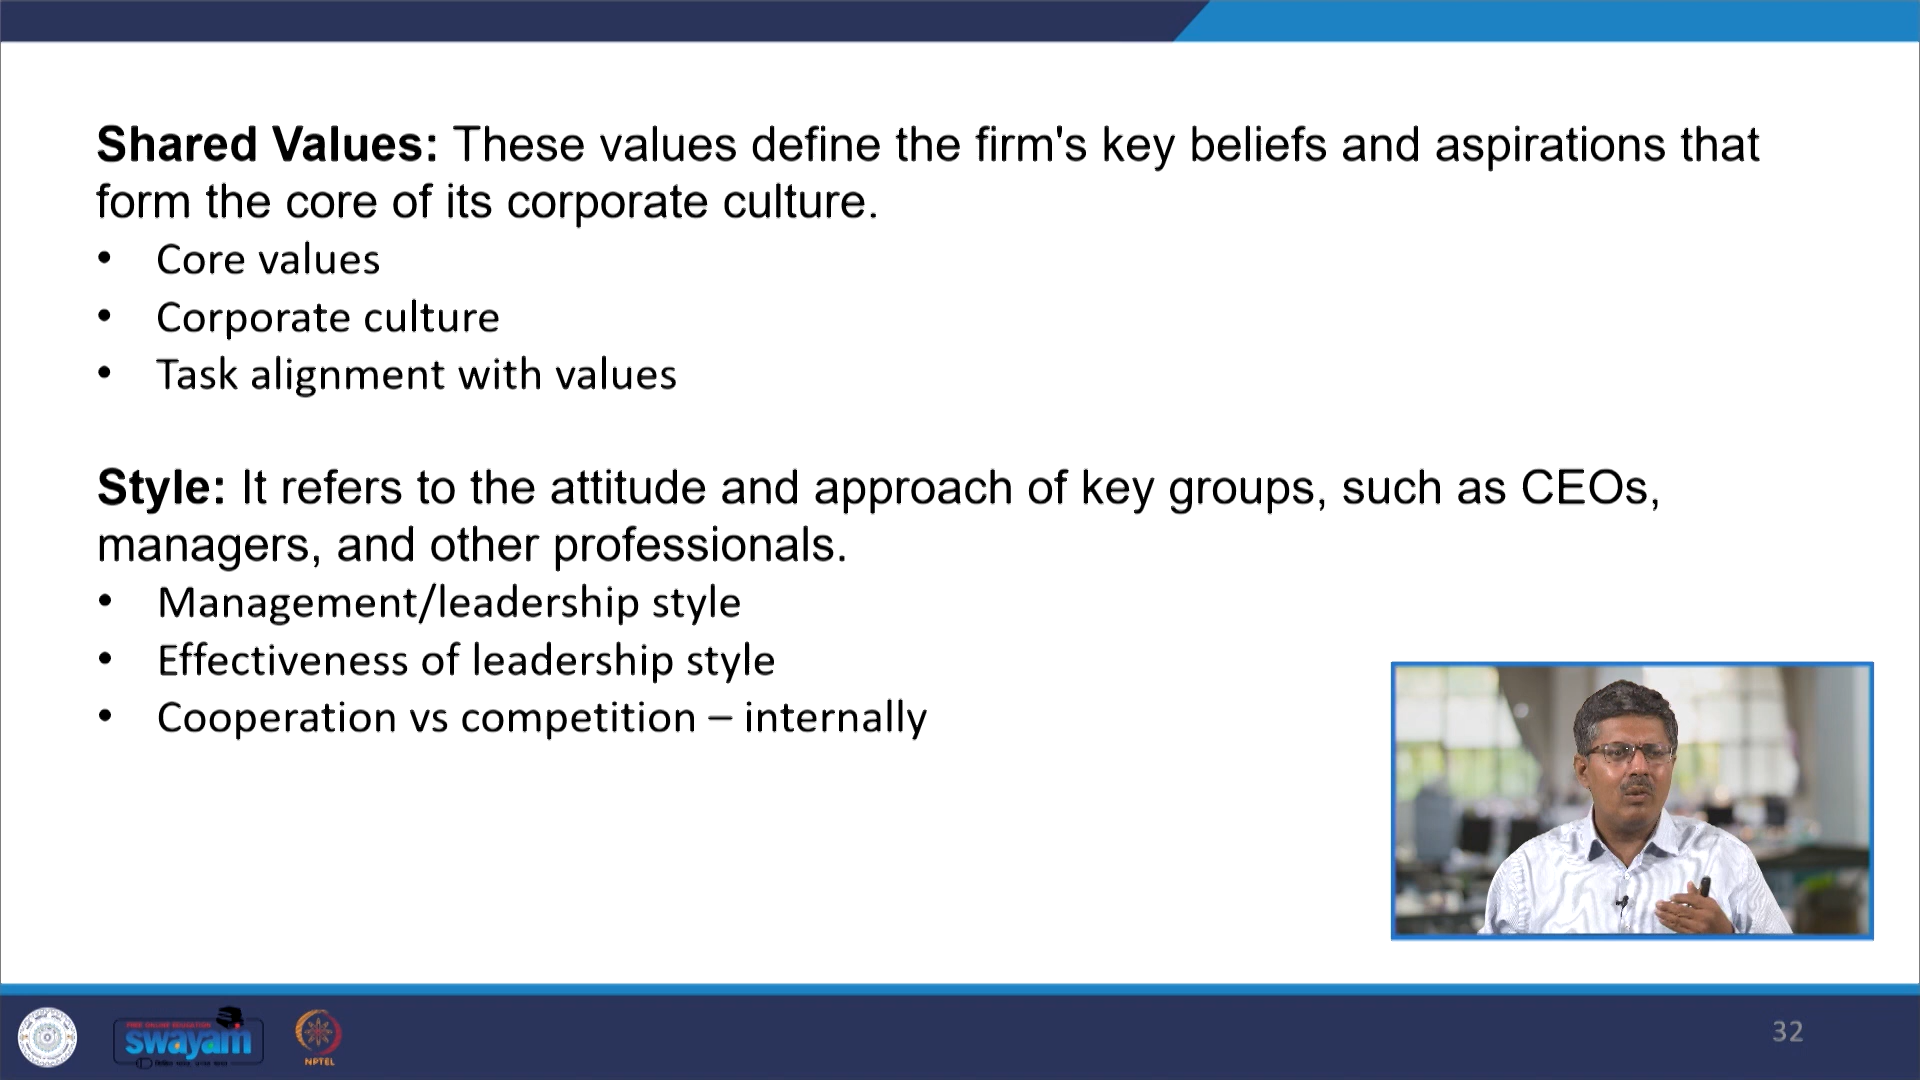 Shared Values: These values define the firm's key beliefs and aspirations that
form the core of its corporate culture.
• Core values
• Corporate culture
• Task alignment with values
Style: It refers to the attitude and approach of key groups, such as CEOs,
managers, and other professionals.
• Management/leadership style
• Effectiveness of leadership style
• Cooperation vs competition – internally
FREE ONLINE EDUCATION
swayam
NPTEL
32